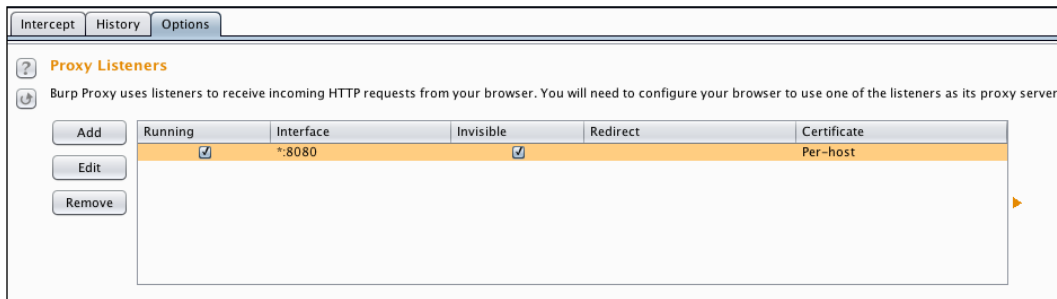 Intercept History Options
Proxy Listeners
Burp Proxy uses listeners to receive incoming HTTP requests from your browser. You will need to configure your browser to use one of the listeners as its proxy server
Add
Running Interface Invisible Redirect Certificate
*:8080 Per-host
Edit
Remove